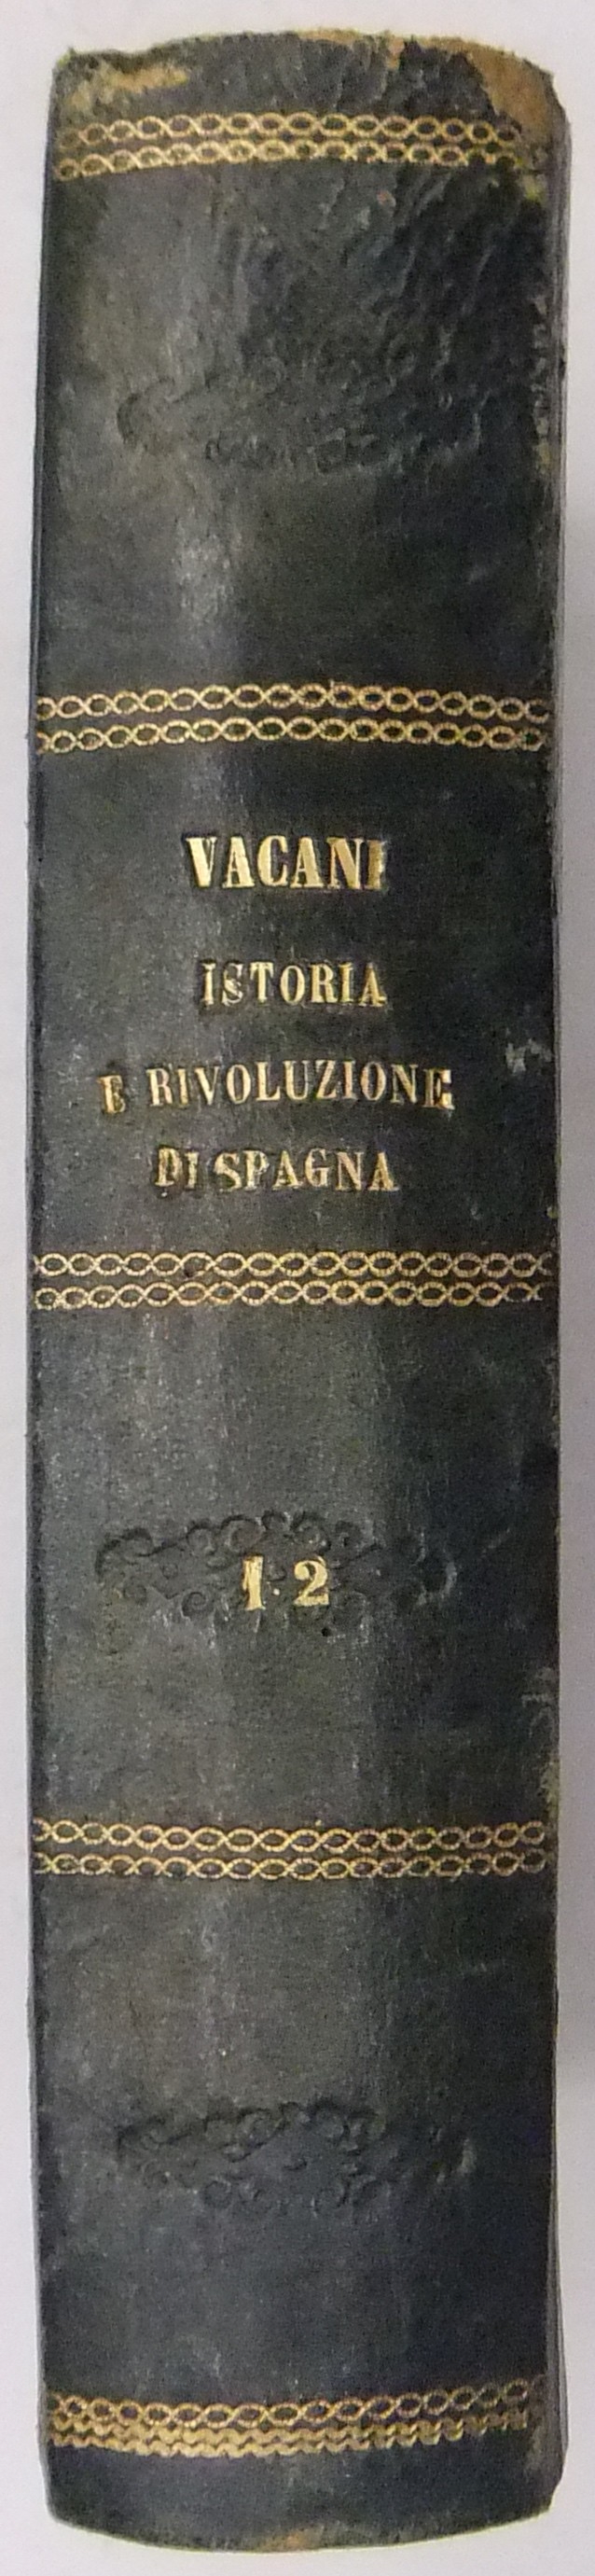 VACANI
ISTORIA
E RIVOLUZIONE
DI SPAGNA
1·2